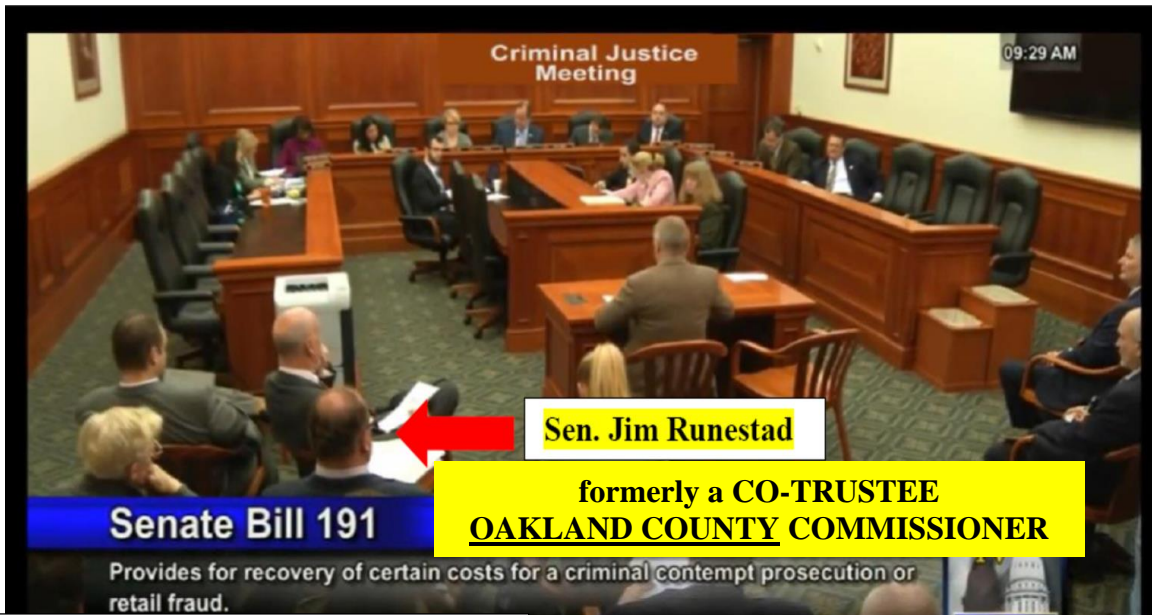 Criminal Justice
Meeting
09:29 AM
Sen. Jim Runestad
formerly a CO-TRUSTEE
OAKLAND COUNTY COMMISSIONER
Senate Bill 191
Provides for recovery of certain costs for a criminal contempt prosecution or
retail fraud.